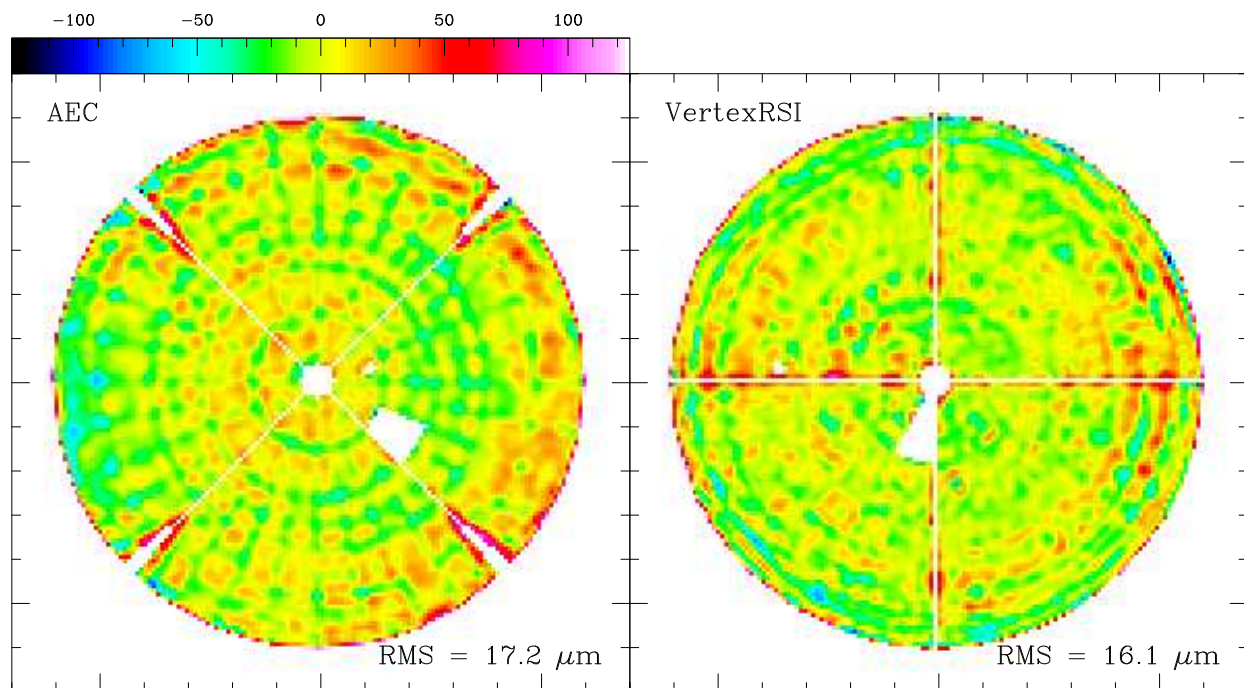 -100 -50 0 50 100
AEC
VertexRSI
RMS = 17.2 μm
RMS = 16.1 μm